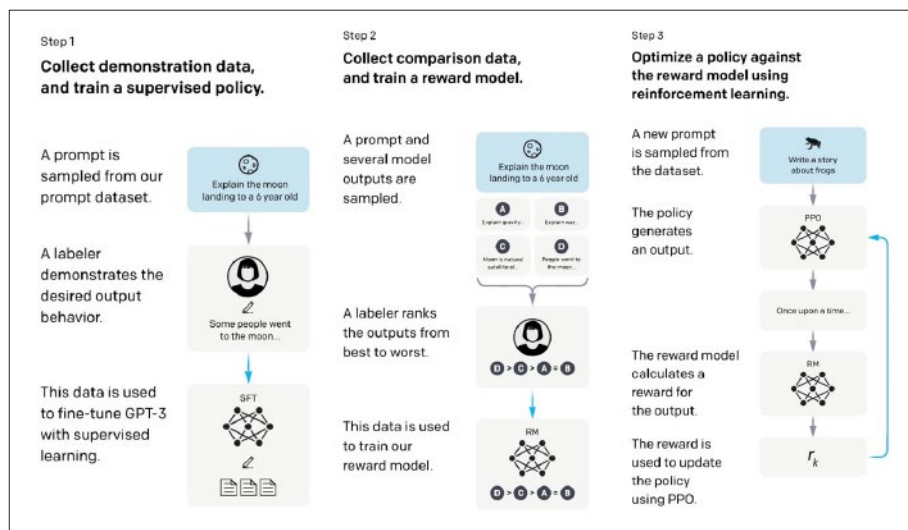 Step 1
Collect demonstration data,
and train a supervised policy.
A prompt is
sampled from our
prompt dataset.
Explain the moon
landing to a 6 year old
A labeler
demonstrates the
desired output
behavior.
Some people went
to the moon...
This data is used
to fine-tune GPT-3
with supervised
learning.
SFT
Step 2
Collect comparison data,
and train a reward model.
A prompt and
several model
outputs are
sampled.
Explain the moon
landing to a 6 year old
A
Explain gravity...
B
Explain war...
C
Moon is natural
satellite of...
D
People went to
the moon...
A labeler ranks
the outputs from
best to worst.
D > C > A = B
This data is used
to train our
reward model.
RM
D > C > A = B
Step 3
Optimize a policy against
the reward model using
reinforcement learning.
A new prompt
is sampled from
the dataset.
Write a story
about frogs
The policy
generates
an output.
PPO
Once upon a time...
The reward model
calculates a
reward for
the output.
RM
The reward is
used to update
the policy
using PPO.
rₖ